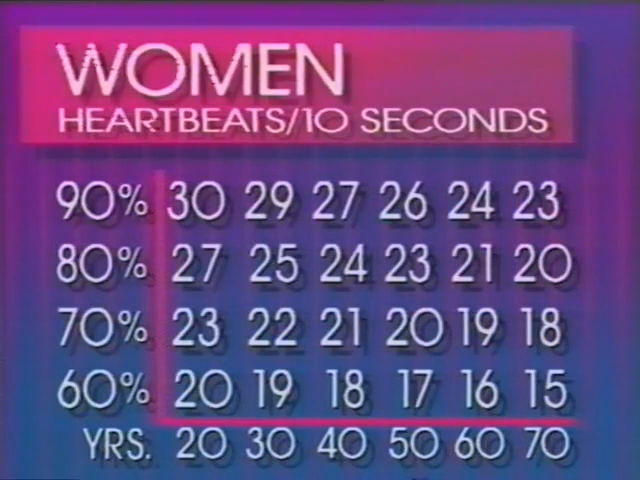 WOMEN
HEARTBEATS/10 SECONDS
90% 30 29 27 26 24 23
80% 27 25 24 23 21 20
70% 23 22 21 20 19 18
60% 20 19 18 17 16 15
YRS. 20 30 40 50 60 70